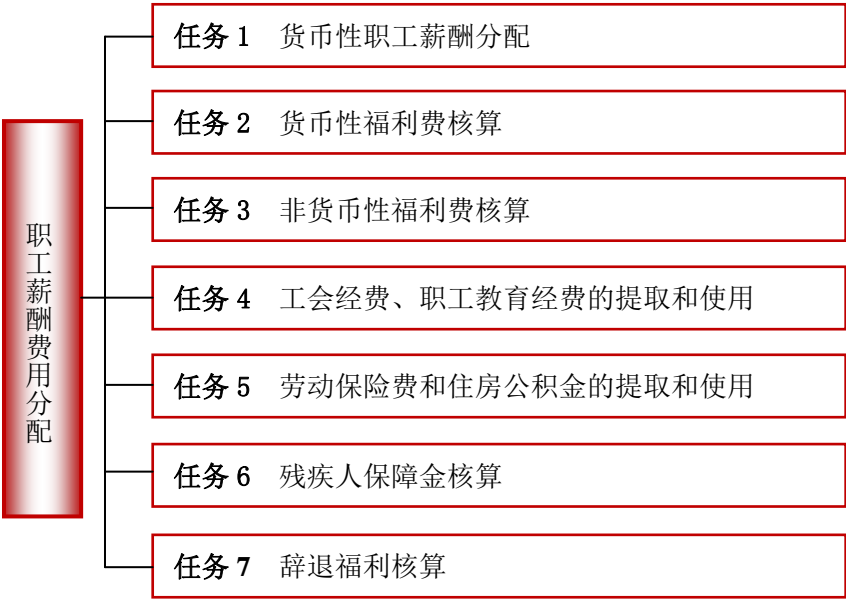 职工薪酬费用分配
任务 1 货币性职工薪酬分配
任务 2 货币性福利费核算
任务 3 非货币性福利费核算
任务 4 工会经费、职工教育经费的提取和使用
任务 5 劳动保险费和住房公积金的提取和使用
任务 6 残疾人保障金核算
任务 7 辞退福利核算